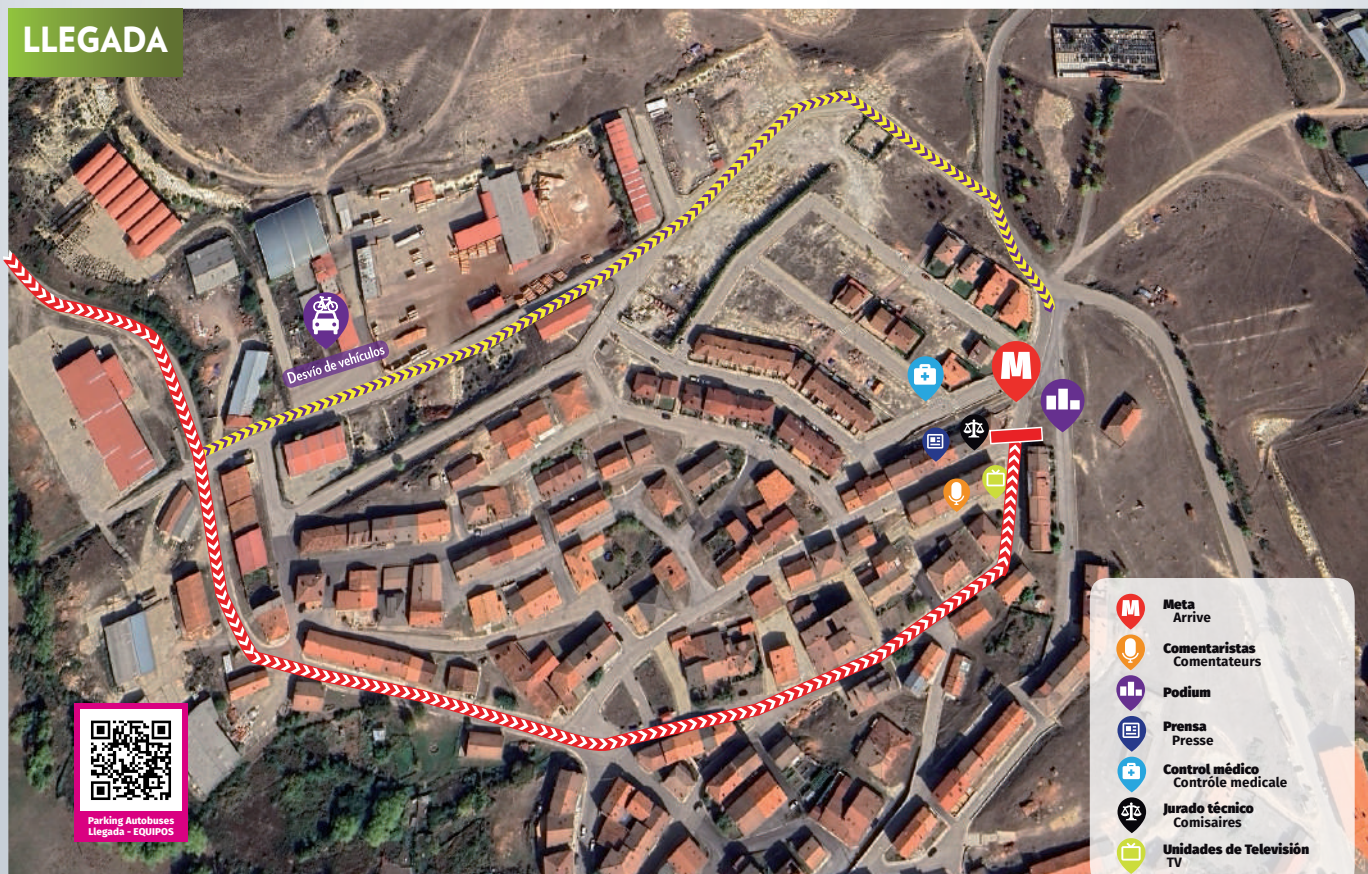 LLEGADA
Desvío de vehículos
M
Meta
Arrive
Comentaristas
Comentateurs
Podium
Prensa
Presse
Control médico
Contróle medicale
Jurado técnico
Comisaires
Unidades de Televisión
TV
M
Parking Autobuses
Llegada - EQUIPOS